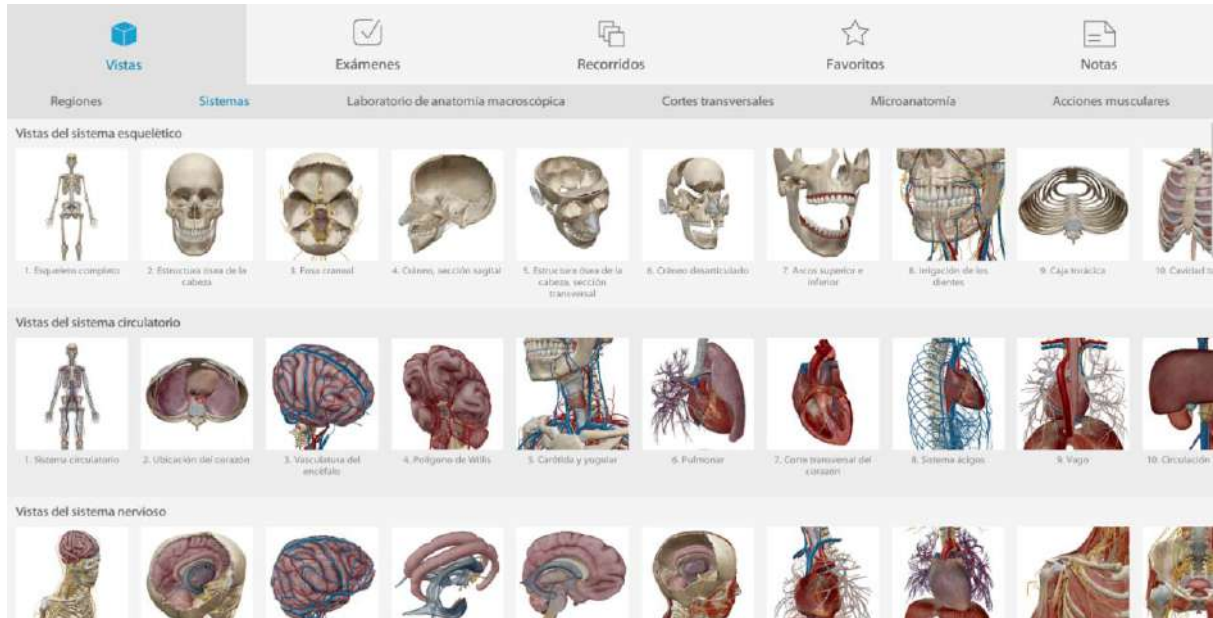 Vistas
Exámenes
Recorridos
Favoritos
Notas
Regiones
Sistemas
Laboratorio de anatomía macroscópica
Cortes transversales
Microanatomía
Acciones musculares
Vistas del sistema esquelético
1. Esqueleto completo
2. Estructura ósea de la
cabeza
3. Fosa craneal
4. Cráneo, sección sagital
5. Estructura ósea de la
cabeza, sección
transversal
6. Cráneo desarticulado
7. Arcos superior e
inferior
8. Irrigación de los
dientes
9. Caja torácica
10. Cavidad
Vistas del sistema circulatorio
1. Sistema circulatorio
2. Ubicación del corazón
3. Vasculatura del
encéfalo
4. Polígono de Willis
5. Carótida y yugular
6. Pulmonar
7. Corte transversal del
corazón
8. Sistema ácigos
9. Vago
10. Circulación
Vistas del sistema nervioso